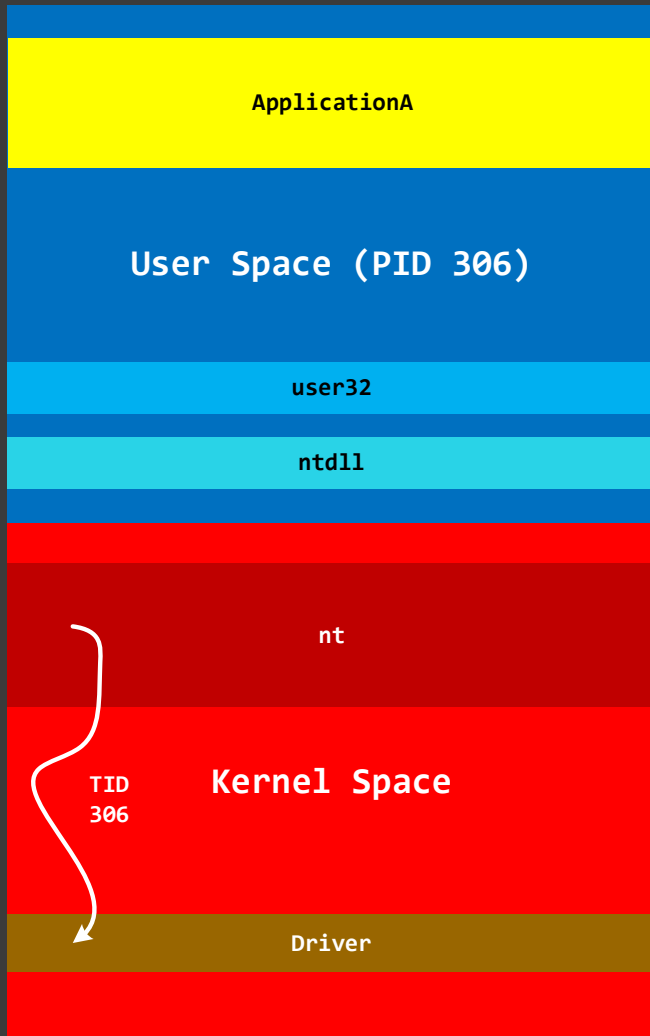 ApplicationA
User Space (PID 306)
user32
ntdll
nt
Kernel Space
TID
306
Driver